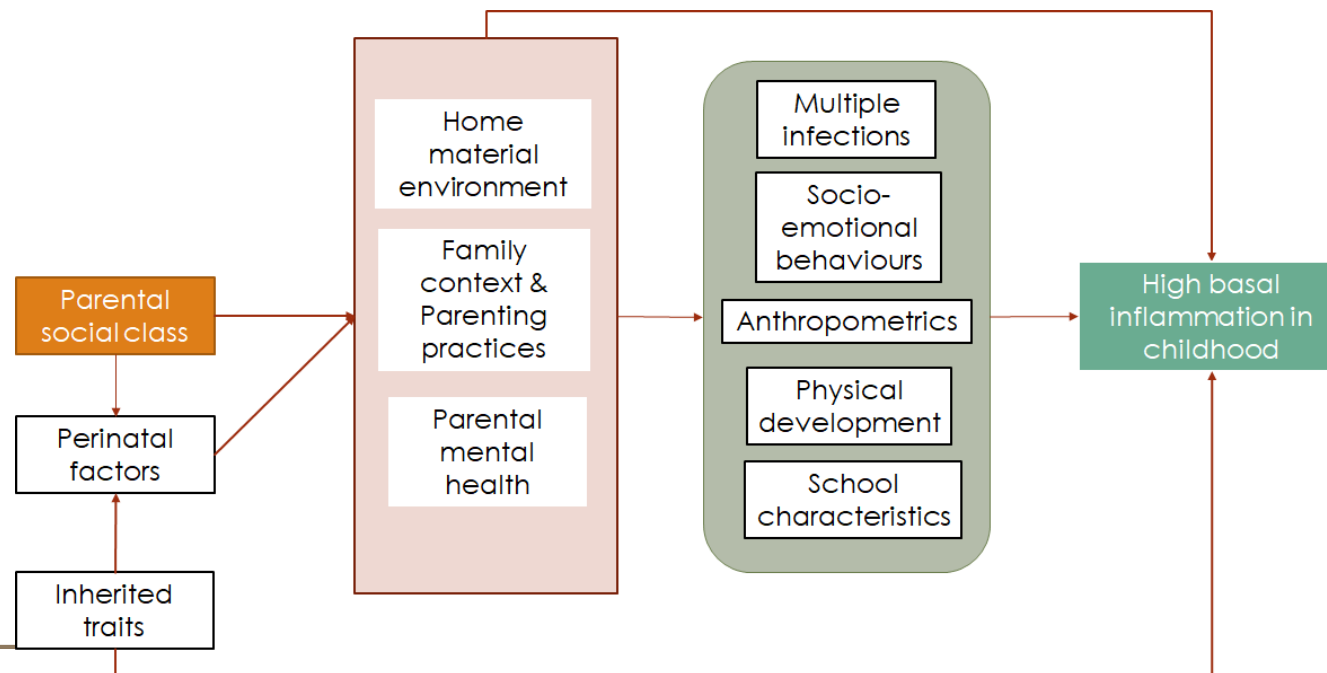 Parental
social class
Perinatal
factors
Inherited
traits
Home
material
environment
Family
context &
Parenting
practices
Parental
mental
health
Multiple
infections
Socio-
emotional
behaviours
Anthropometrics
Physical
development
School
characteristics
High basal
inflammation in
childhood